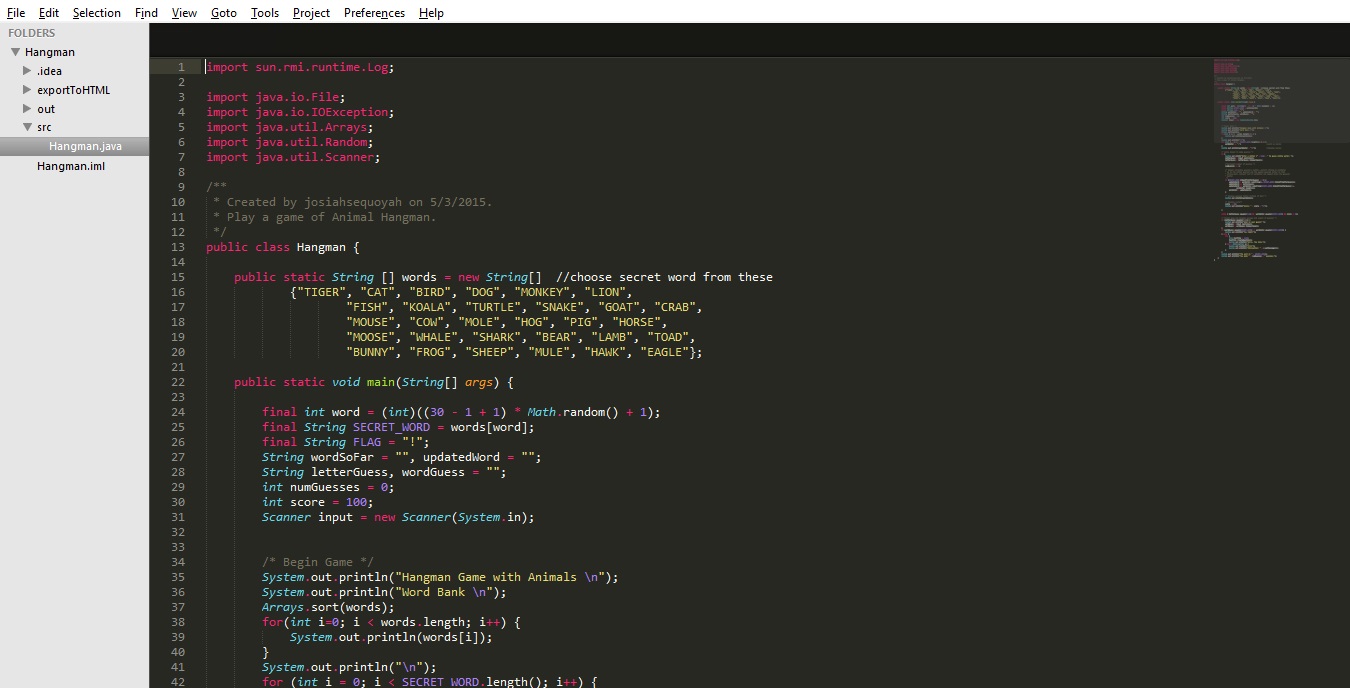 File Edit Selection Find View Goto Tools Project Preferences Help
FOLDERS
Hangman
.idea
exportToHTML
out
src
Hangman.java
Hangman.iml
1 import sun.rmi.runtime.Log;
2
3 import java.io.File;
4 import java.io.IOException;
5 import java.util.Arrays;
6 import java.util.Random;
7 import java.util.Scanner;
8
9 /**
10 * Created by josiahsequoyah on 5/3/2015.
11 * Play a game of Animal Hangman.
12 */
13 public class Hangman {
14
15 public static String [] words = new String[] //choose secret word from these
16 {"TIGER", "CAT", "BIRD", "DOG", "MONKEY", "LION",
17 "FISH", "KOALA", "TURTLE", "SNAKE", "GOAT", "CRAB",
18 "MOUSE", "COW", "MOLE", "HOG", "PIG", "HORSE",
19 "MOOSE", "WHALE", "SHARK", "BEAR", "LAMB", "TOAD",
20 "BUNNY", "FROG", "SHEEP", "MULE", "HAWK", "EAGLE"};
21
22 public static void main(String[] args) {
23
24 final int word = (int)((30 - 1 + 1) * Math.random() + 1);
25 final String SECRET_WORD = words[word];
26 final String FLAG = "!";
27 String wordSoFar = "", updatedWord = "";
28 String letterGuess, wordGuess = "";
29 int numGuesses = 0;
30 int score = 100;
31 Scanner input = new Scanner(System.in);
32
33
34 /* Begin Game */
35 System.out.println("Hangman Game with Animals \n");
36 System.out.println("Word Bank \n");
37 Arrays.sort(words);
38 for(int i=0; i < words.length; i++) {
39 System.out.println(words[i]);
40 }
41 System.out.println("\n");
42 for (int i = 0; i < SECRET_WORD.length(); i++) {